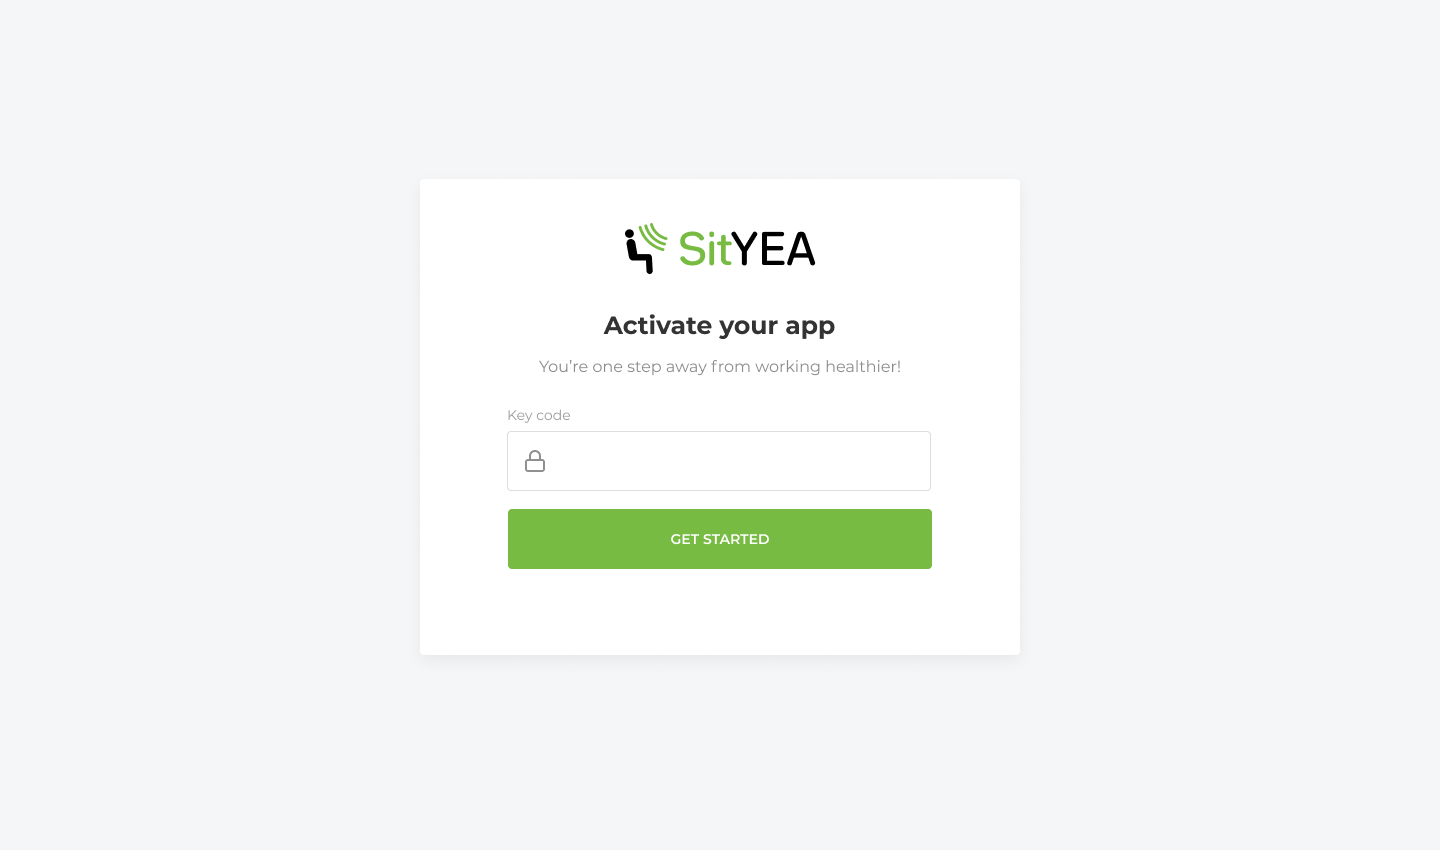 SitYEA
Activate your app
You’re one step away from working healthier!
Key code
GET STARTED